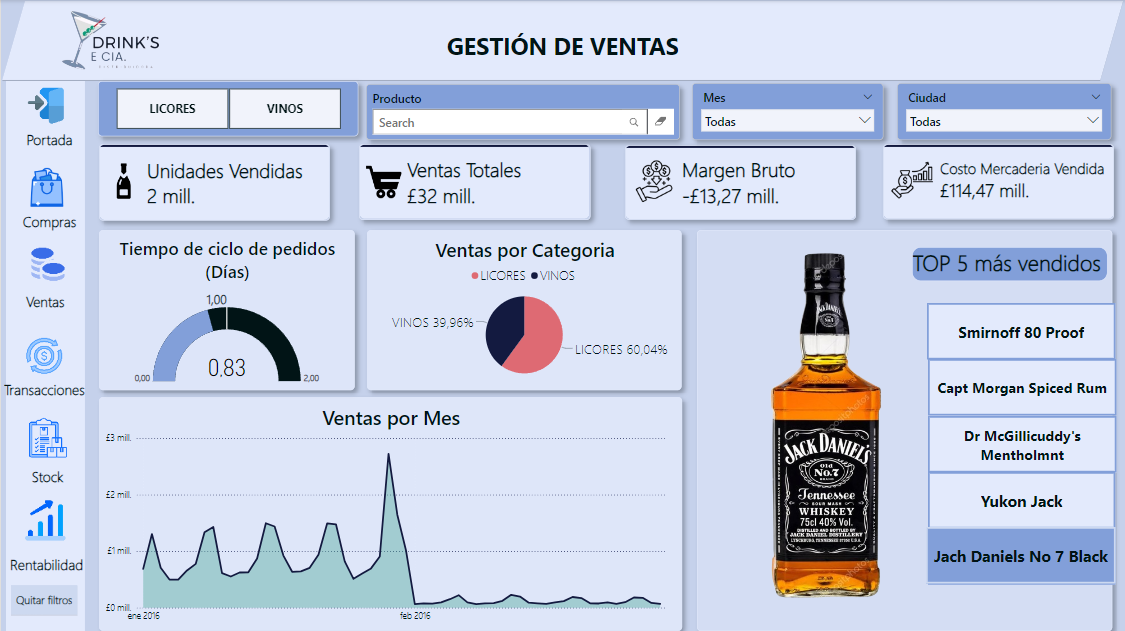 DRINK'S
E CIA.
GESTIÓN DE VENTAS
LICORES
VINOS
Producto
Search
Mes
Todas
Ciudad
Todas
Portada
Compras
Ventas
Transacciones
Stock
Rentabilidad
Quitar filtros
Unidades Vendidas
2 mill.
Ventas Totales
£32 mill.
Margen Bruto
-£13,27 mill.
Costo Mercaderia Vendida
£114,47 mill.
Tiempo de ciclo de pedidos
(Días)
1,00
0,83
0,00
2,00
Ventas por Categoria
LICORES VINOS
VINOS 39,96%
LICORES 60,04%
Ventas por Mes
£3 mill.
£2 mill.
£1 mill.
£0 mill.
ene 2016
feb 2016
JACK DANIEL'S
Old
No.7
BRAND
Tennessee
SOUR MASH
WHISKEY
75cl 40% Vol.
DISTILLED AND BOTTLED BY
JACK DANIEL DISTILLERY
LYNCHBURG, TENNESSEE
TOP 5 más vendidos
Smirnoff 80 Proof
Capt Morgan Spiced Rum
Dr McGillicuddy's
Mentholmnt
Yukon Jack
Jach Daniels No 7 Black